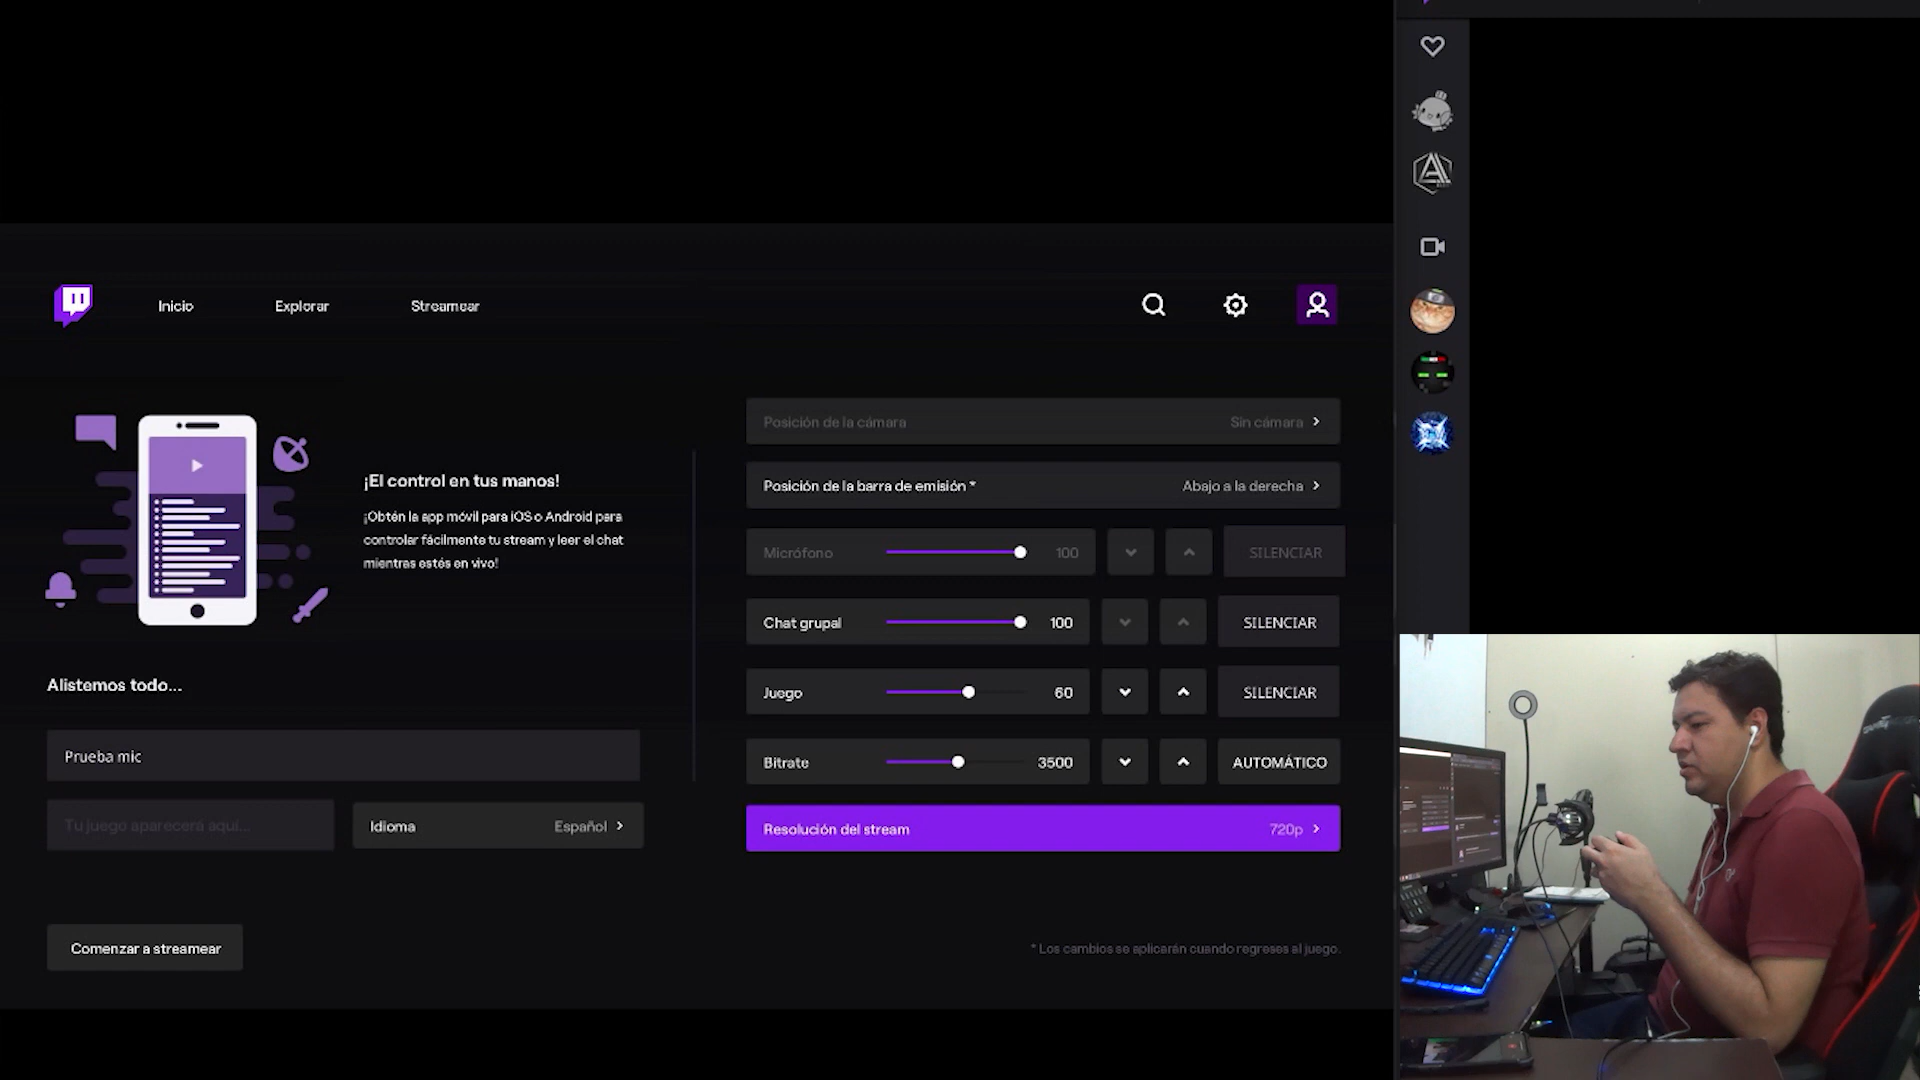 Inicio
Explorar
Streamear
¡El control en tus manos!
¡Obtén la app móvil para iOS o Android para
controlar fácilmente tu stream y leer el chat
mientras estés en vivo!
Alistemos todo...
Prueba mic
Tu juego aparecerá aquí...
Idioma
Español
Comenzar a streamear
Posición de la cámara
Sin cámara
Posición de la barra de emisión *
Abajo a la derecha
Micrófono
100
SILENCIAR
Chat grupal
100
SILENCIAR
Juego
60
SILENCIAR
Bitrate
3500
AUTOMÁTICO
Resolución del stream
720p
* Los cambios se aplicarán cuando regreses al juego.